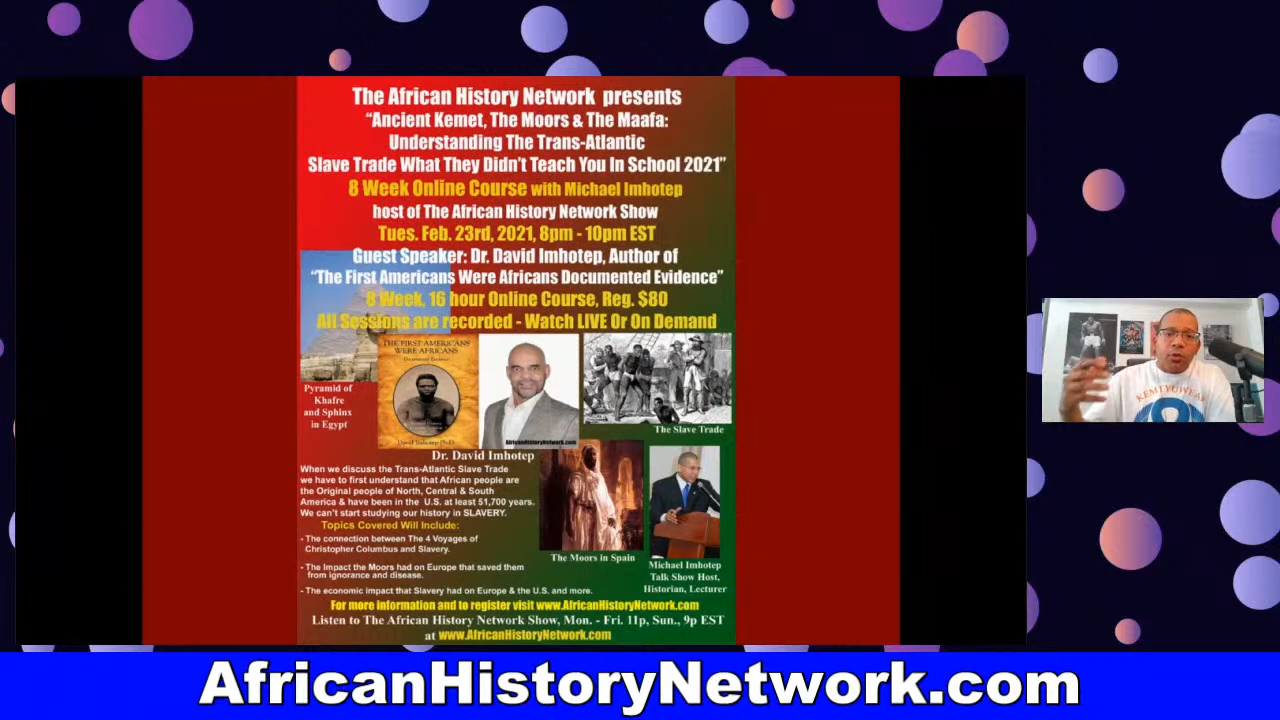 The African History Network presents
"Ancient Kemet, The Moors & The Maafa:
Understanding The Trans-Atlantic
Slave Trade What They Didn't Teach You In School 2021"
8 Week Online Course with Michael Imhotep
host of The African History Network Show
Tues. Feb. 23rd, 2021, 8pm - 10pm EST
Guest Speaker: Dr. David Imhotep, Author of
"The First Americans Were Africans Documented Evidence"
8 Week, 16 hour Online Course, Reg. $80
All Sessions are recorded - Watch LIVE Or On Demand
Pyramid of
Khafre
and Sphinx
in Egypt
THE FIRST AMERICANS
WERE AFRICANS
Documented Evidence
David Imhotep Ph.D.
AfricanHistoryNetwork.com
Dr. David Imhotep
The Slave Trade
When we discuss the Trans-Atlantic Slave Trade
we have to first understand that African people are
the Original people of North, Central & South
America & have been in the U.S. at least 51,700 years.
We can't start studying our history in SLAVERY.
Topics Covered Will Include:
- The connection between The 4 Voyages of
Christopher Columbus and Slavery.
- The Impact the Moors had on Europe that saved them
from ignorance and disease.
- The economic impact that Slavery had on Europe & the U.S. and more.
The Moors in Spain
Michael Imhotep
Talk Show Host,
Historian, Lecturer
For more information and to register visit www.AfricanHistoryNetwork.com
Listen to The African History Network Show, Mon. - Fri. 11p, Sun., 9p EST
at www.AfricanHistoryNetwork.com
KEMTYUWEAR
AfricanHistoryNetwork.com